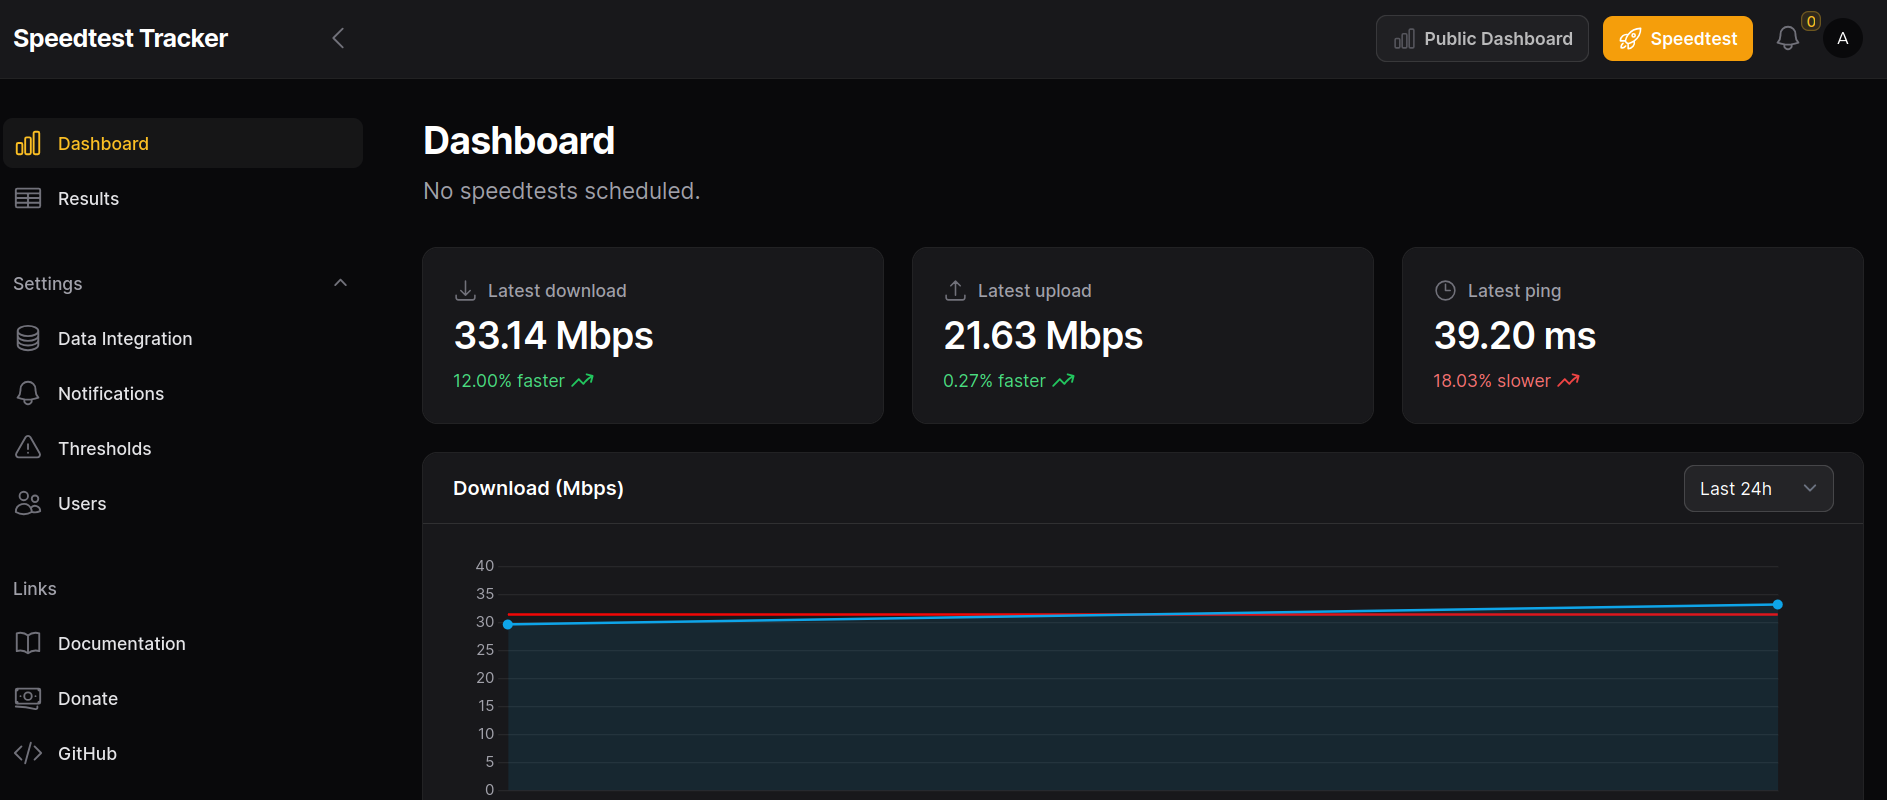 Speedtest Tracker
Public Dashboard
Speedtest
0
A
Dashboard
Results
Settings
Data Integration
Notifications
Thresholds
Users
Links
Documentation
Donate
GitHub
Dashboard
No speedtests scheduled.
Latest download
33.14 Mbps
12.00% faster
Latest upload
21.63 Mbps
0.27% faster
Latest ping
39.20 ms
18.03% slower
Download (Mbps)
Last 24h
40
35
30
25
20
15
10
5
0